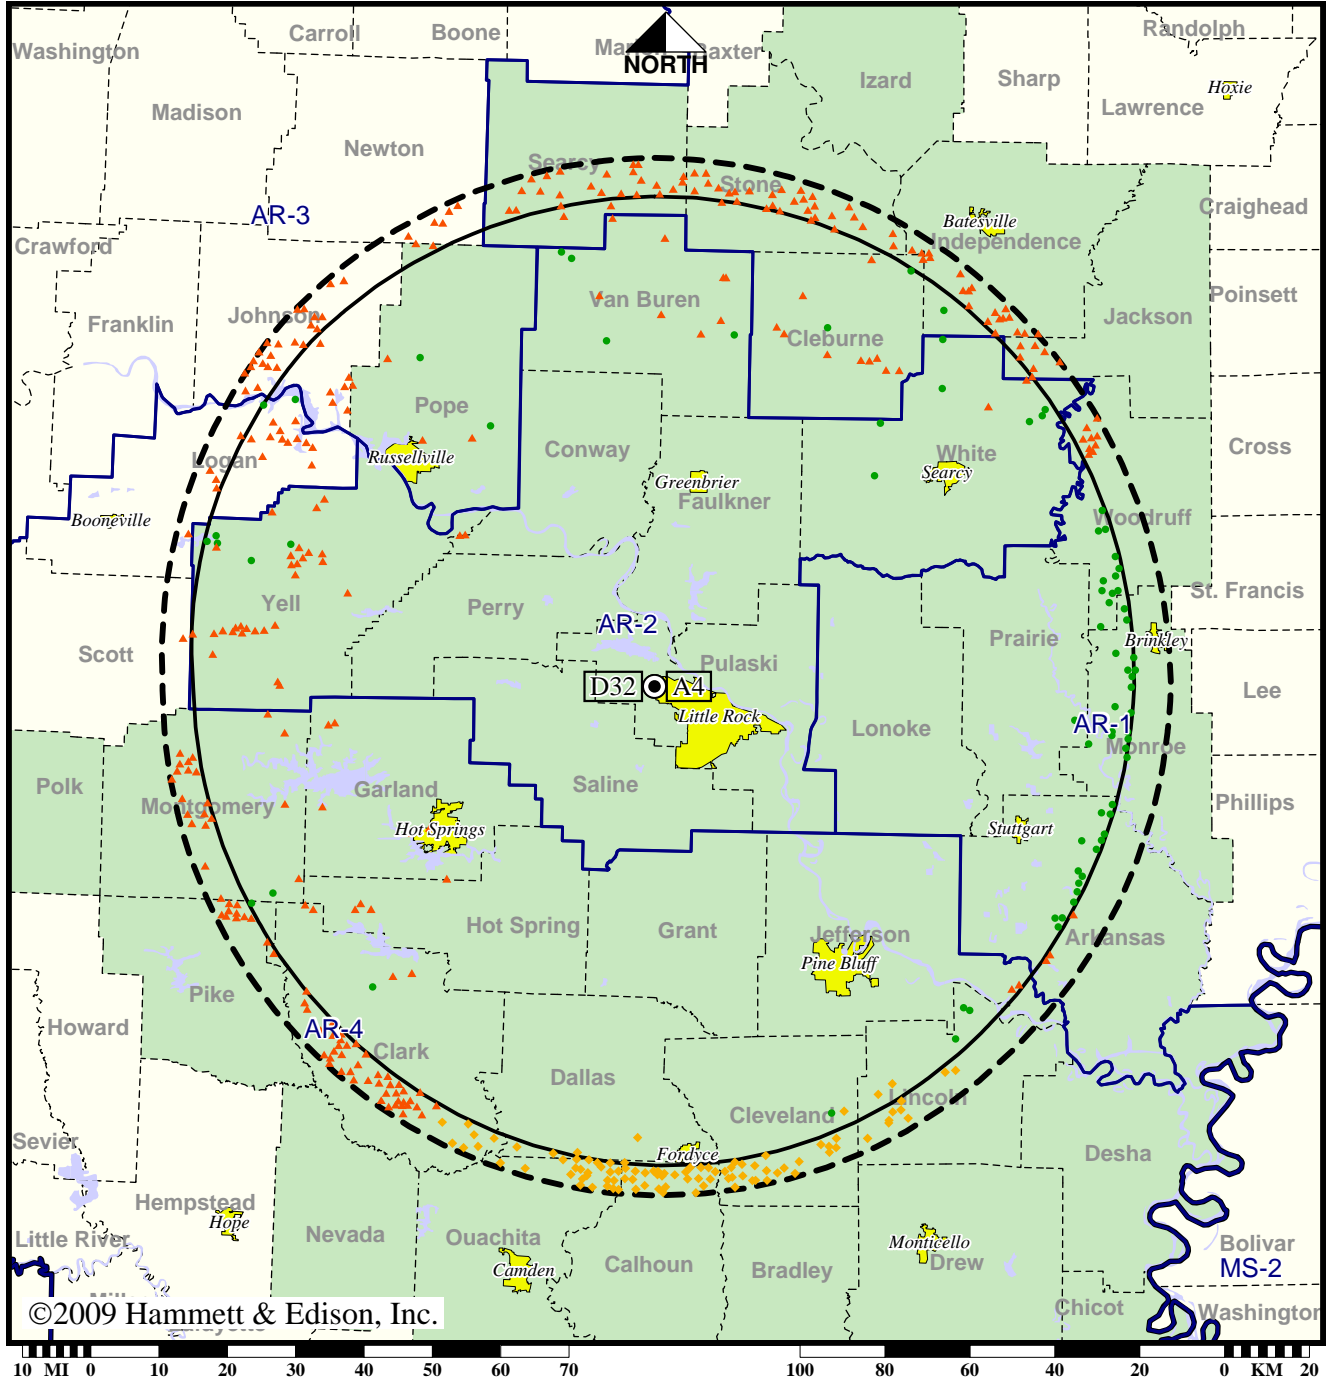 Carroll
Boone
Randolph
Washington
Marion
Baxter
NORTH
Izard
Sharp
Hoxie
Madison
Lawrence
Newton
Searcy
Stone
AR-3
Batesville
Craighead
Crawford
Independence
Van Buren
Poinsett
Franklin
Johnson
Jackson
Cleburne
Pope
Conway
White
Cross
Logan
Russellville
Greenbrier
Searcy
Faulkner
Booneville
Woodruff
St. Francis
Yell
Perry
AR-2
Prairie
Brinkley
Scott
Pulaski
D32
A4
Lee
Little Rock
AR-1
Lonoke
Monroe
Polk
Saline
Garland
Montgomery
Phillips
Hot Springs
Stuttgart
Hot Spring
Grant
Jefferson
Arkansas
Pine Bluff
Pike
Howard
AR-4
Clark
Dallas
Lincoln
Cleveland
Sevier
Fordyce
Desha
Hempstead
Hope
Nevada
Ouachita
Little River
Monticello
Bolivar
Calhoun
Camden
Bradley
Drew
MS-2
Chicot
Washington
©2009 Hammett & Edison, Inc.
10 MI 0 10 20 30 40 50 60 70 100 80 60 40 20 0 KM 20